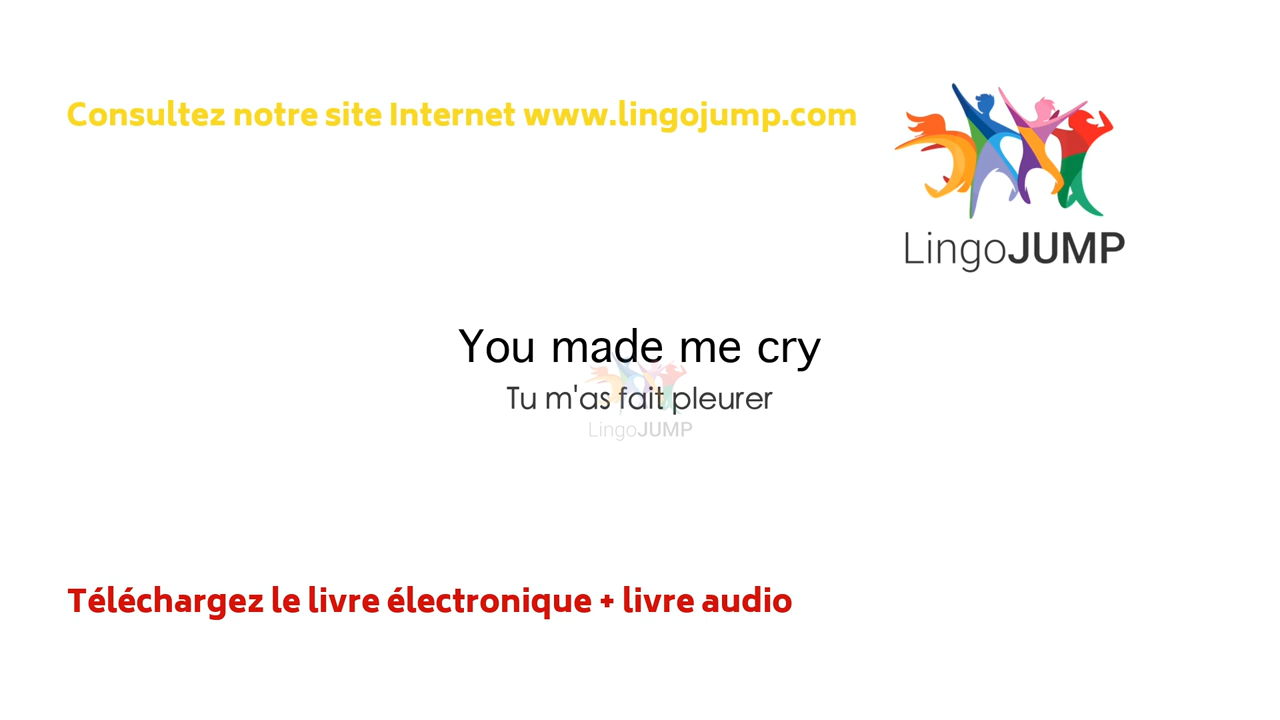 Consultez notre site Internet www.lingojump.com
LingoJUMP
You made me cry
Tu m'as fait pleurer
LingoJUMP
Téléchargez le livre électronique + livre audio